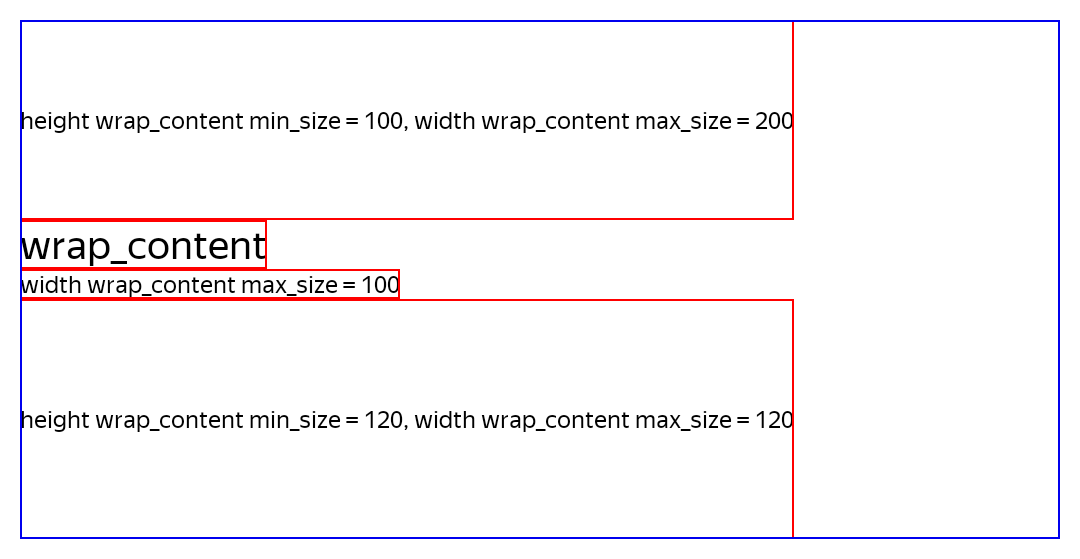 height wrap_content min_size = 100, width wrap_content max_size = 200
wrap_content
width wrap_content max_size = 100
height wrap_content min_size = 120, width wrap_content max_size = 120